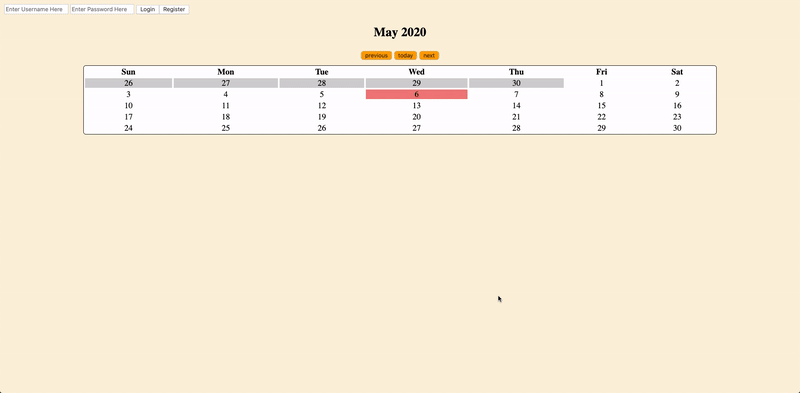 Enter Username Here Enter Password Here Login Register
May 2020
previous today next
Sun Mon Tue Wed Thu Fri Sat
26 27 28 29 30 1 2
3 4 5 6 7 8 9
10 11 12 13 14 15 16
17 18 19 20 21 22 23
24 25 26 27 28 29 30